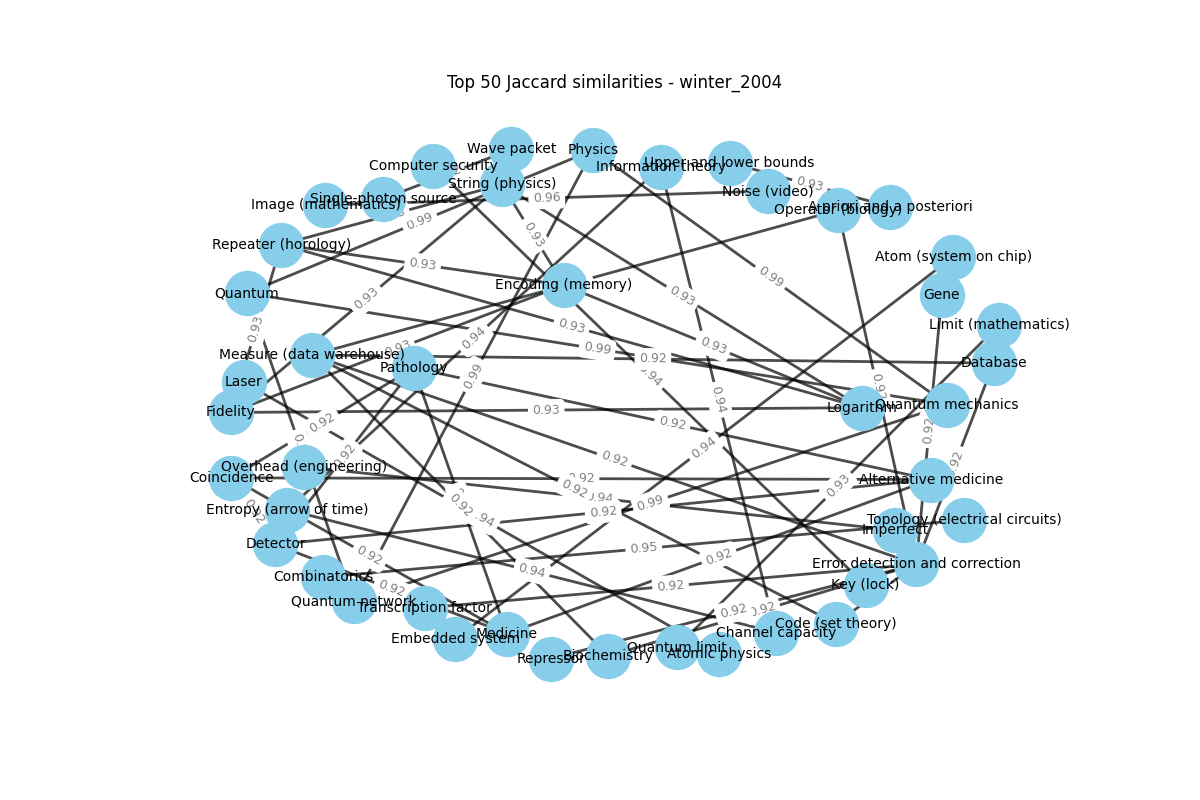 Top 50 Jaccard similarities - winter_2004
Wave packet
Physics
Computer security
Information theory
Upper and lower bounds
String (physics)
0.93
Noise (video)
Single-photon source
0.96
Image (mathematics)
Operator (biology)
A priori and a posteriori
0.99
0.93
Repeater (horology)
Atom (system on chip)
0.93
0.99
Encoding (memory)
Quantum
Gene
0.93
0.93
0.93
0.93
Limit (mathematics)
0.94
0.93
0.99
0.93
Measure (data warehouse)
0.92
Database
Pathology
0.99
0.94
Laser
0.92
0.94
Quantum mechanics
Logarithm
Fidelity
0.93
0.92
0.92
0.92
0.94
0.92
0.92
0.92
Overhead (engineering)
Coincidence
0.92
Alternative medicine
0.93
0.92
0.94
0.92
0.99
Entropy (arrow of time)
0.92
0.92
0.94
Topology (electrical circuits)
Imperfect
Detector
0.95
0.92
0.92
Error detection and correction
0.94
Combinatorics
Key (lock)
0.92
0.92
Quantum network
Transcription factor
0.92
0.92
Code (set theory)
Channel capacity
Medicine
Embedded system
Quantum limit
Atomic physics
Biochemistry
Repressor